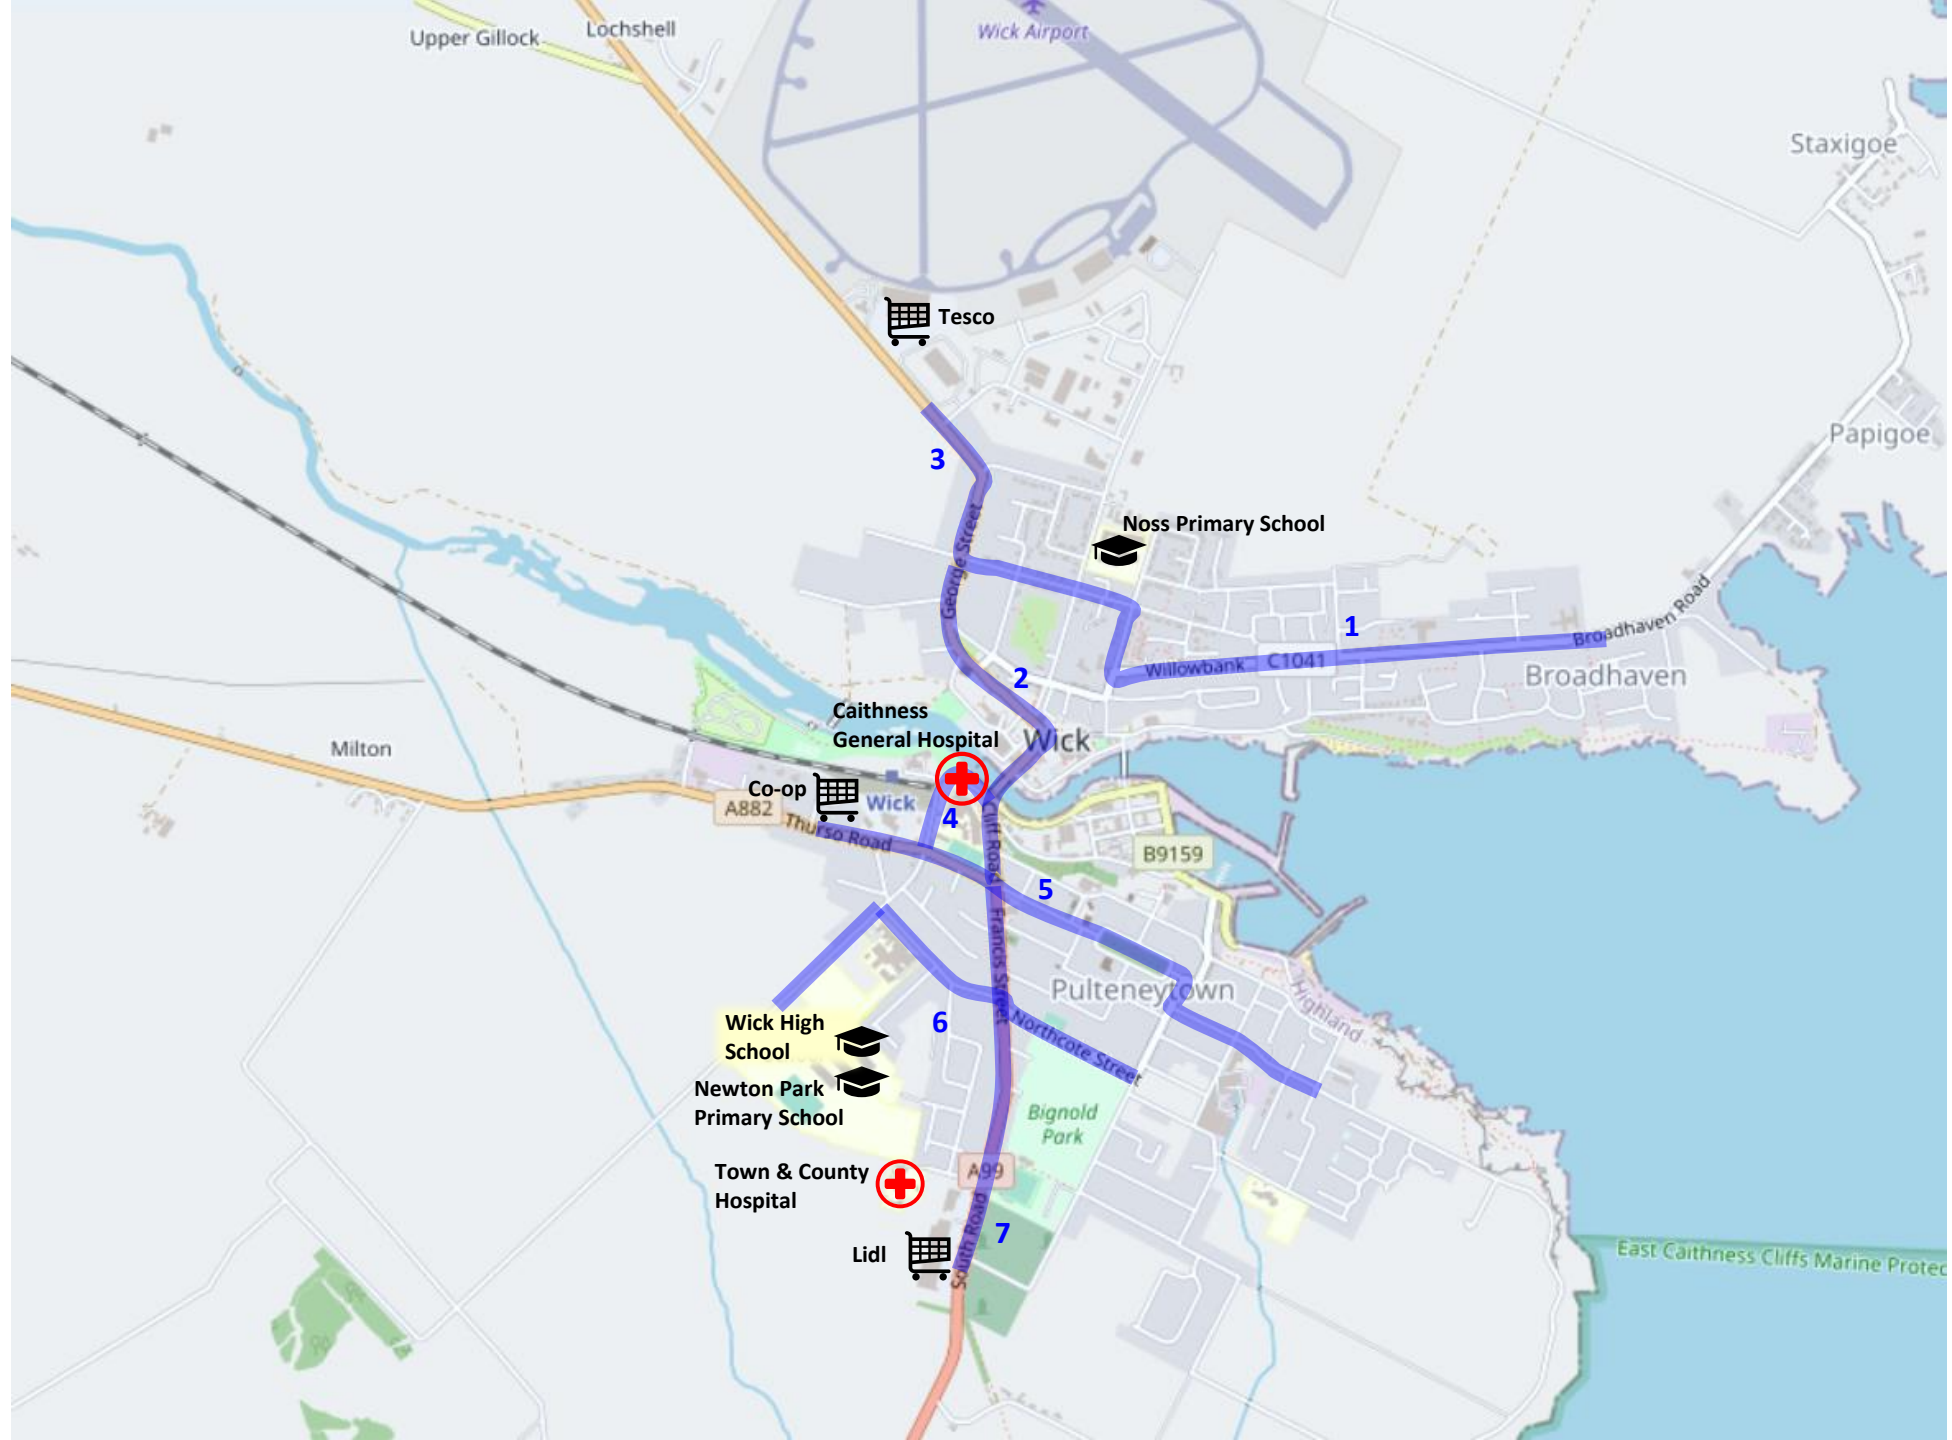 Wick Airport
Upper Gillock
Lochshell
Staxigoe
Tesco
3
Papigoe
George Street
Noss Primary School
1
Broadhaven Road
Willowbank
C1041
Broadhaven
2
Caithness
General Hospital
Wick
Milton
Co-op
Wick
A882
Thurso Road
4
Cliff Road
B9159
5
Francis Street
Pulteneytown
Highland
Wick High
School
6
Northcote Street
Newton Park
Primary School
Bignold
Park
Town & County
Hospital
A99
7
Lidl
South Road
East Caithness Cliffs Marine Protec